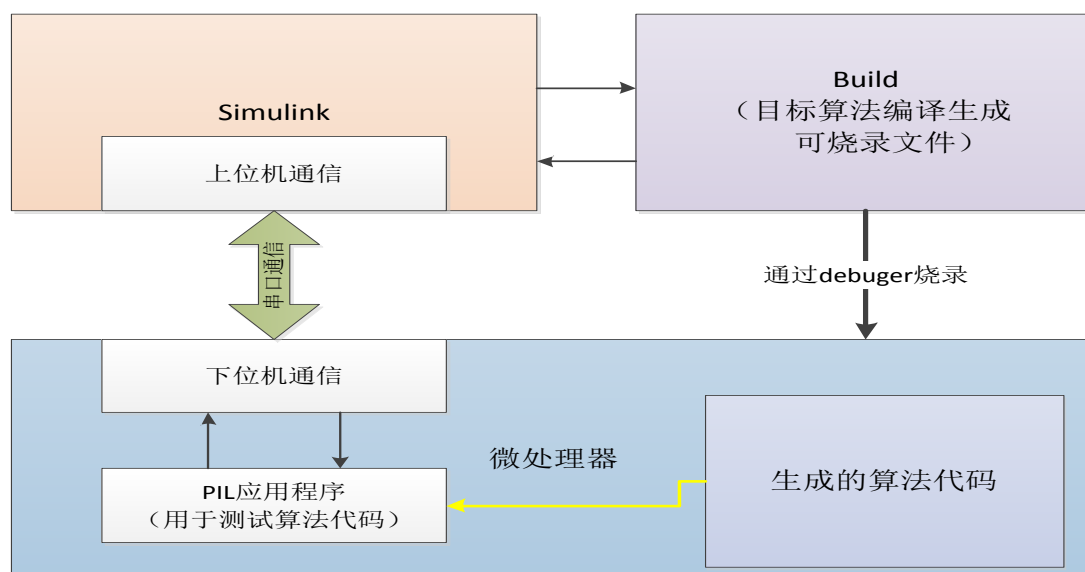 Simulink
上位机通信
Build
（目标算法编译生成
可烧录文件）
串口通信
通过debuger烧录
下位机通信
微处理器
PIL应用程序
（用于测试算法代码）
生成的算法代码